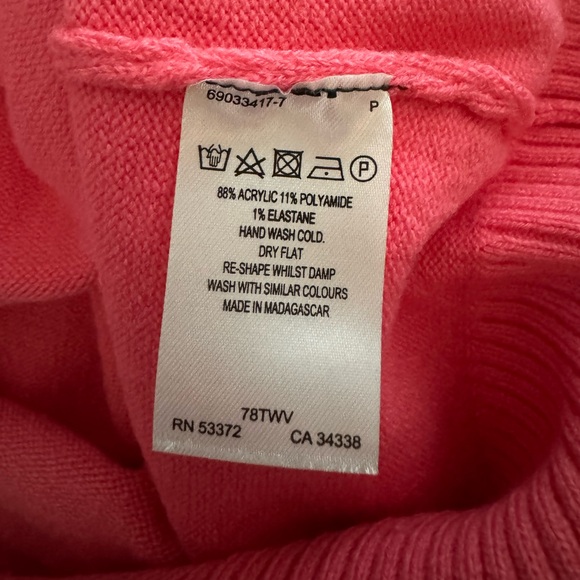 69033417-7 P
P
88% ACRYLIC 11% POLYAMIDE
1% ELASTANE
HAND WASH COLD.
DRY FLAT
RE-SHAPE WHILST DAMP
WASH WITH SIMILAR COLOURS
MADE IN MADAGASCAR
78TWV
RN 53372 CA 34338